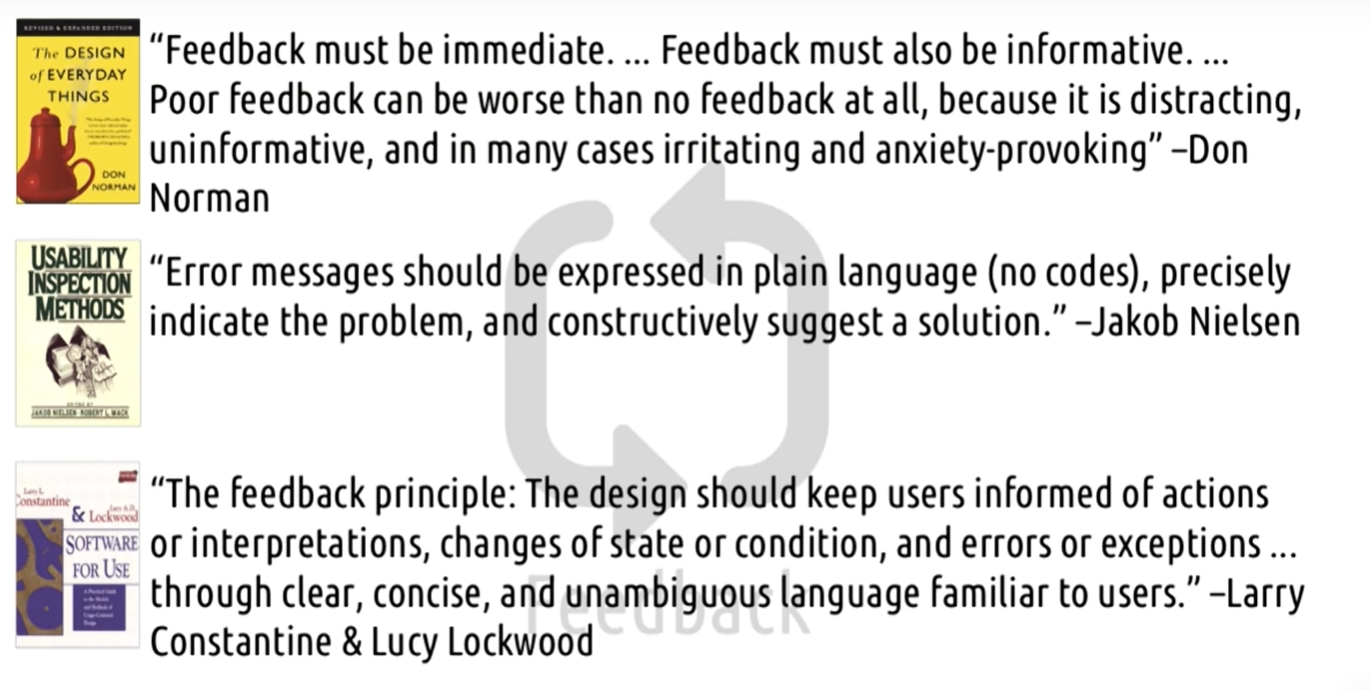 REVISED & EXPANDED EDITION
The DESIGN
of EVERYDAY
THINGS
DON
NORMAN
“Feedback must be immediate. ... Feedback must also be informative. ...
Poor feedback can be worse than no feedback at all, because it is distracting,
uninformative, and in many cases irritating and anxiety-provoking” –Don
Norman
USABILITY
INSPECTION
METHODS
EDITED BY
JAKOB NIELSEN ROBERT L. MACK
“Error messages should be expressed in plain language (no codes), precisely
indicate the problem, and constructively suggest a solution.” –Jakob Nielsen
Larry L.
Constantine
& Lockwood
SOFTWARE
FOR USE
“The feedback principle: The design should keep users informed of actions
or interpretations, changes of state or condition, and errors or exceptions ...
through clear, concise, and unambiguous language familiar to users.” –Larry
Constantine & Lucy Lockwood
Feedback